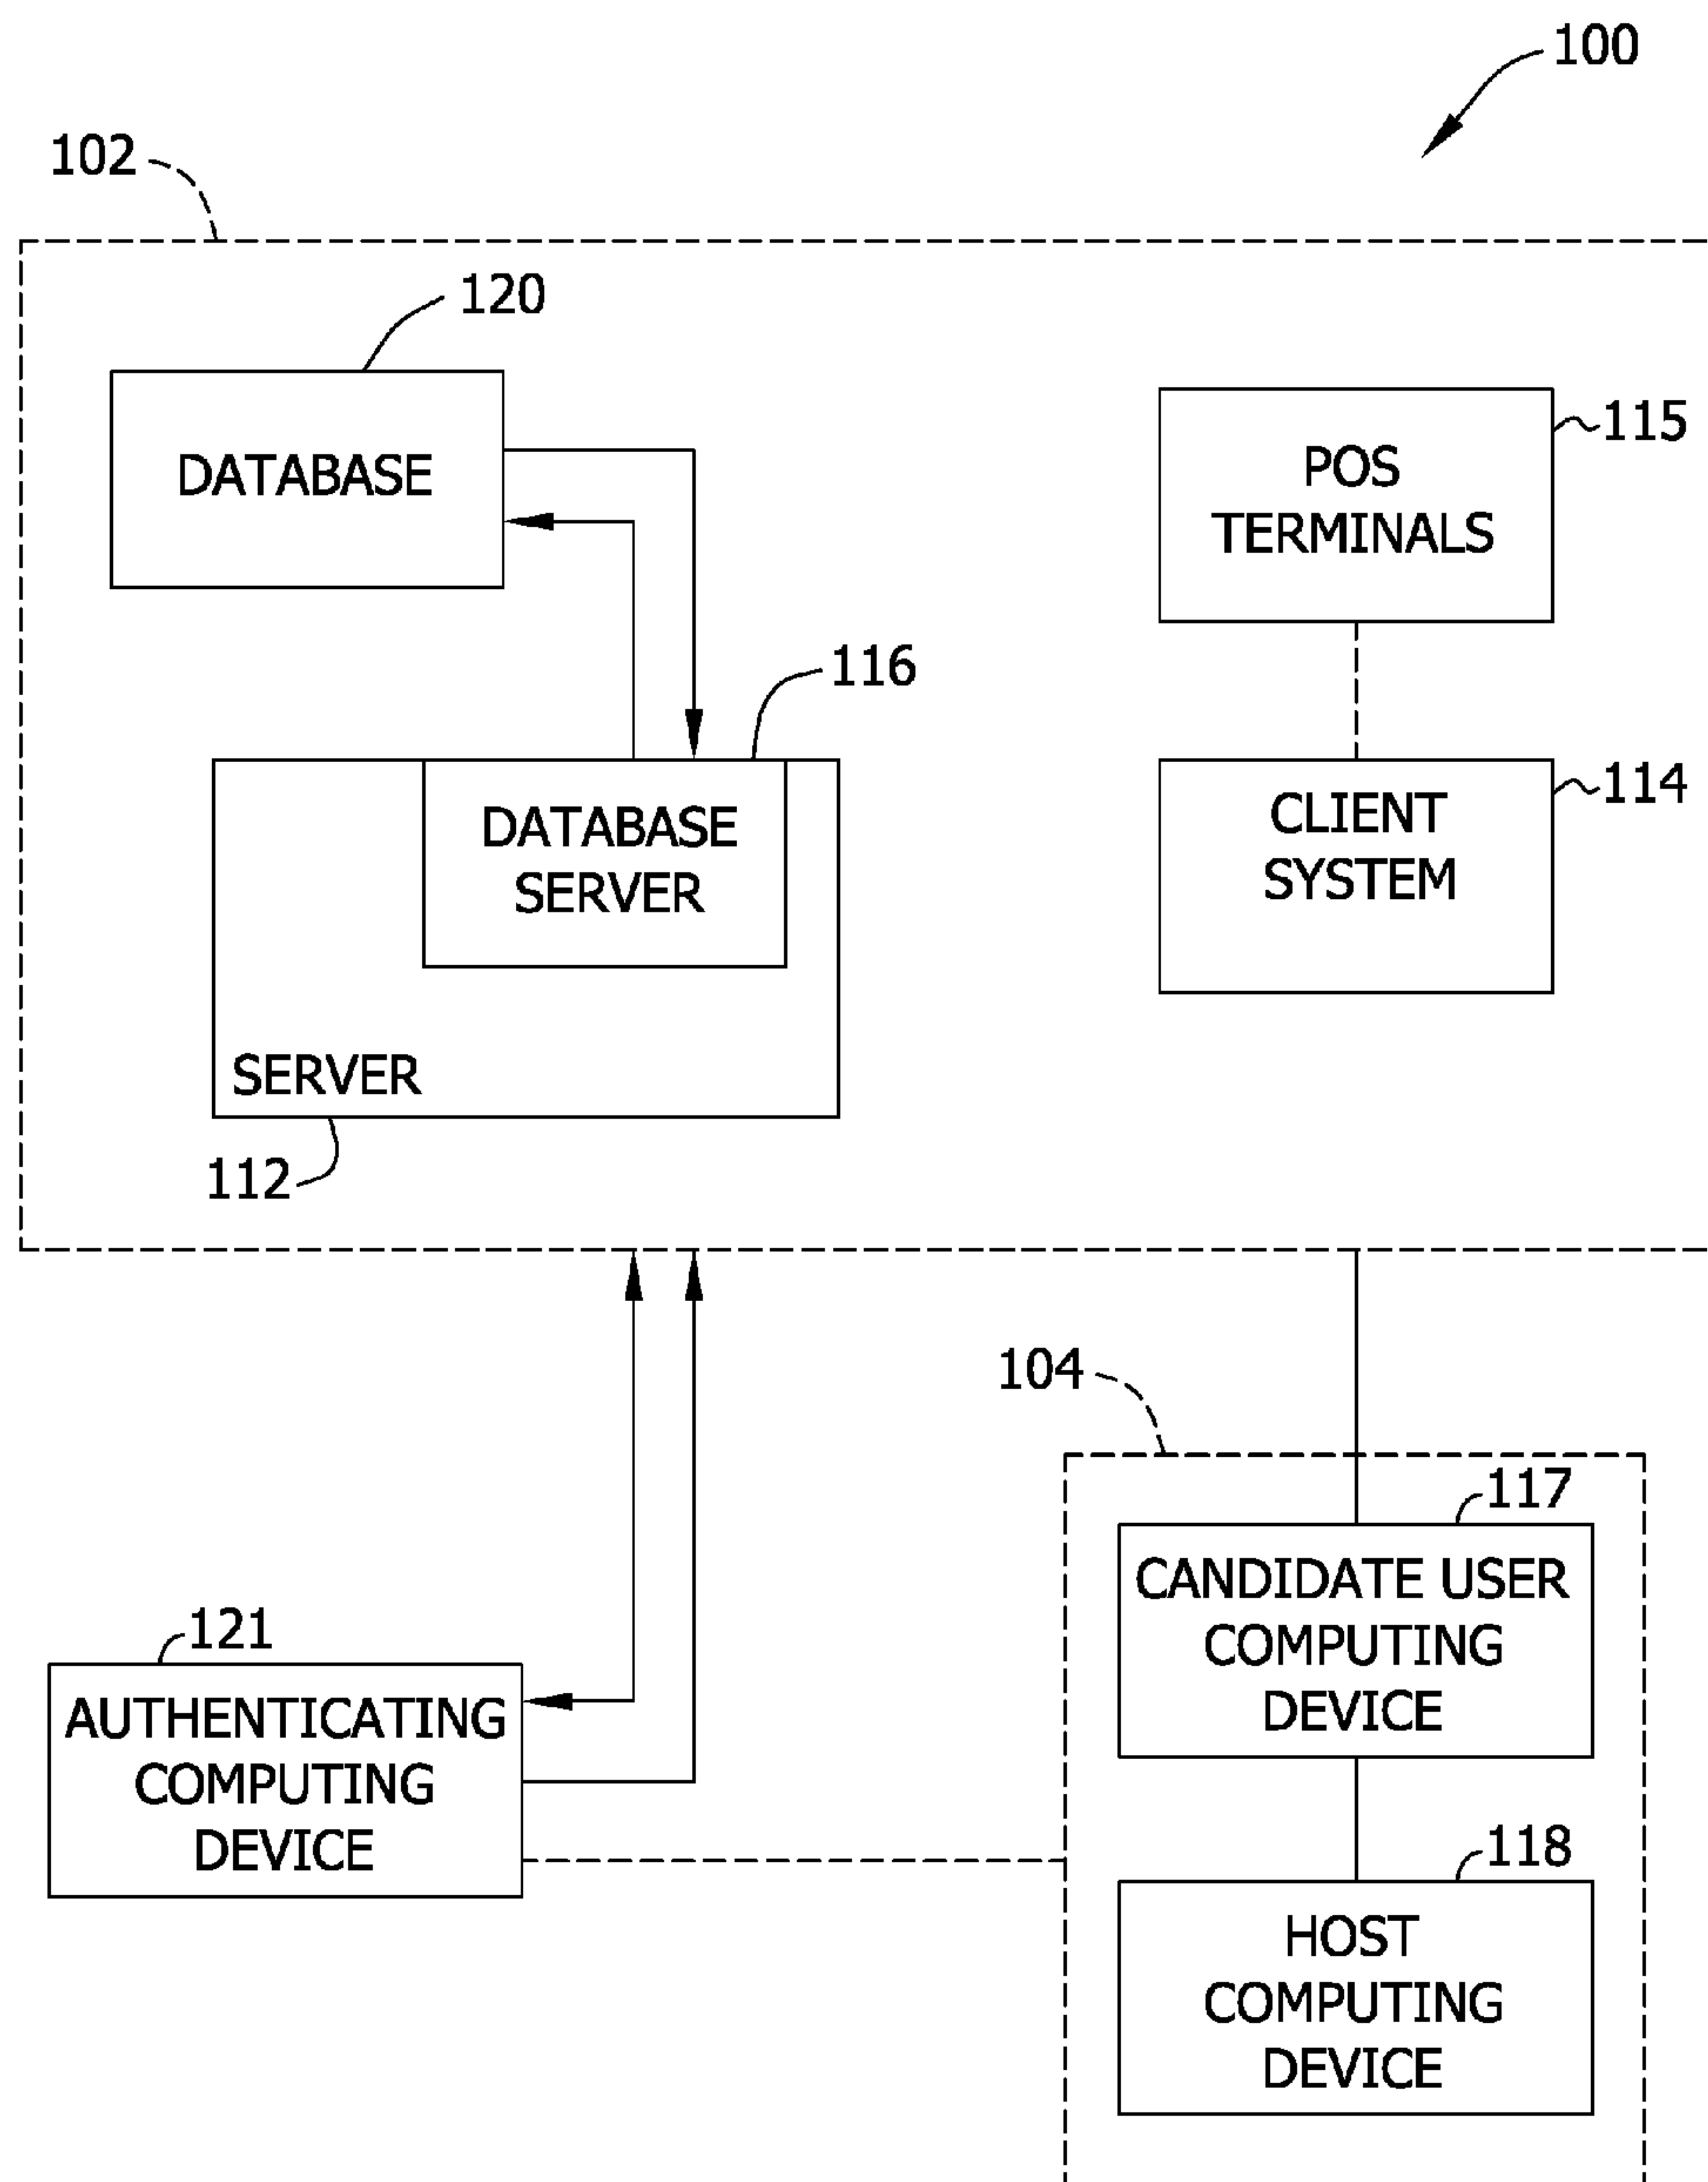 100
102
120
DATABASE
115
POS
TERMINALS
116
DATABASE
SERVER
114
CLIENT
SYSTEM
SERVER
112
104
117
CANDIDATE USER
COMPUTING
DEVICE
121
AUTHENTICATING
COMPUTING
DEVICE
118
HOST
COMPUTING
DEVICE